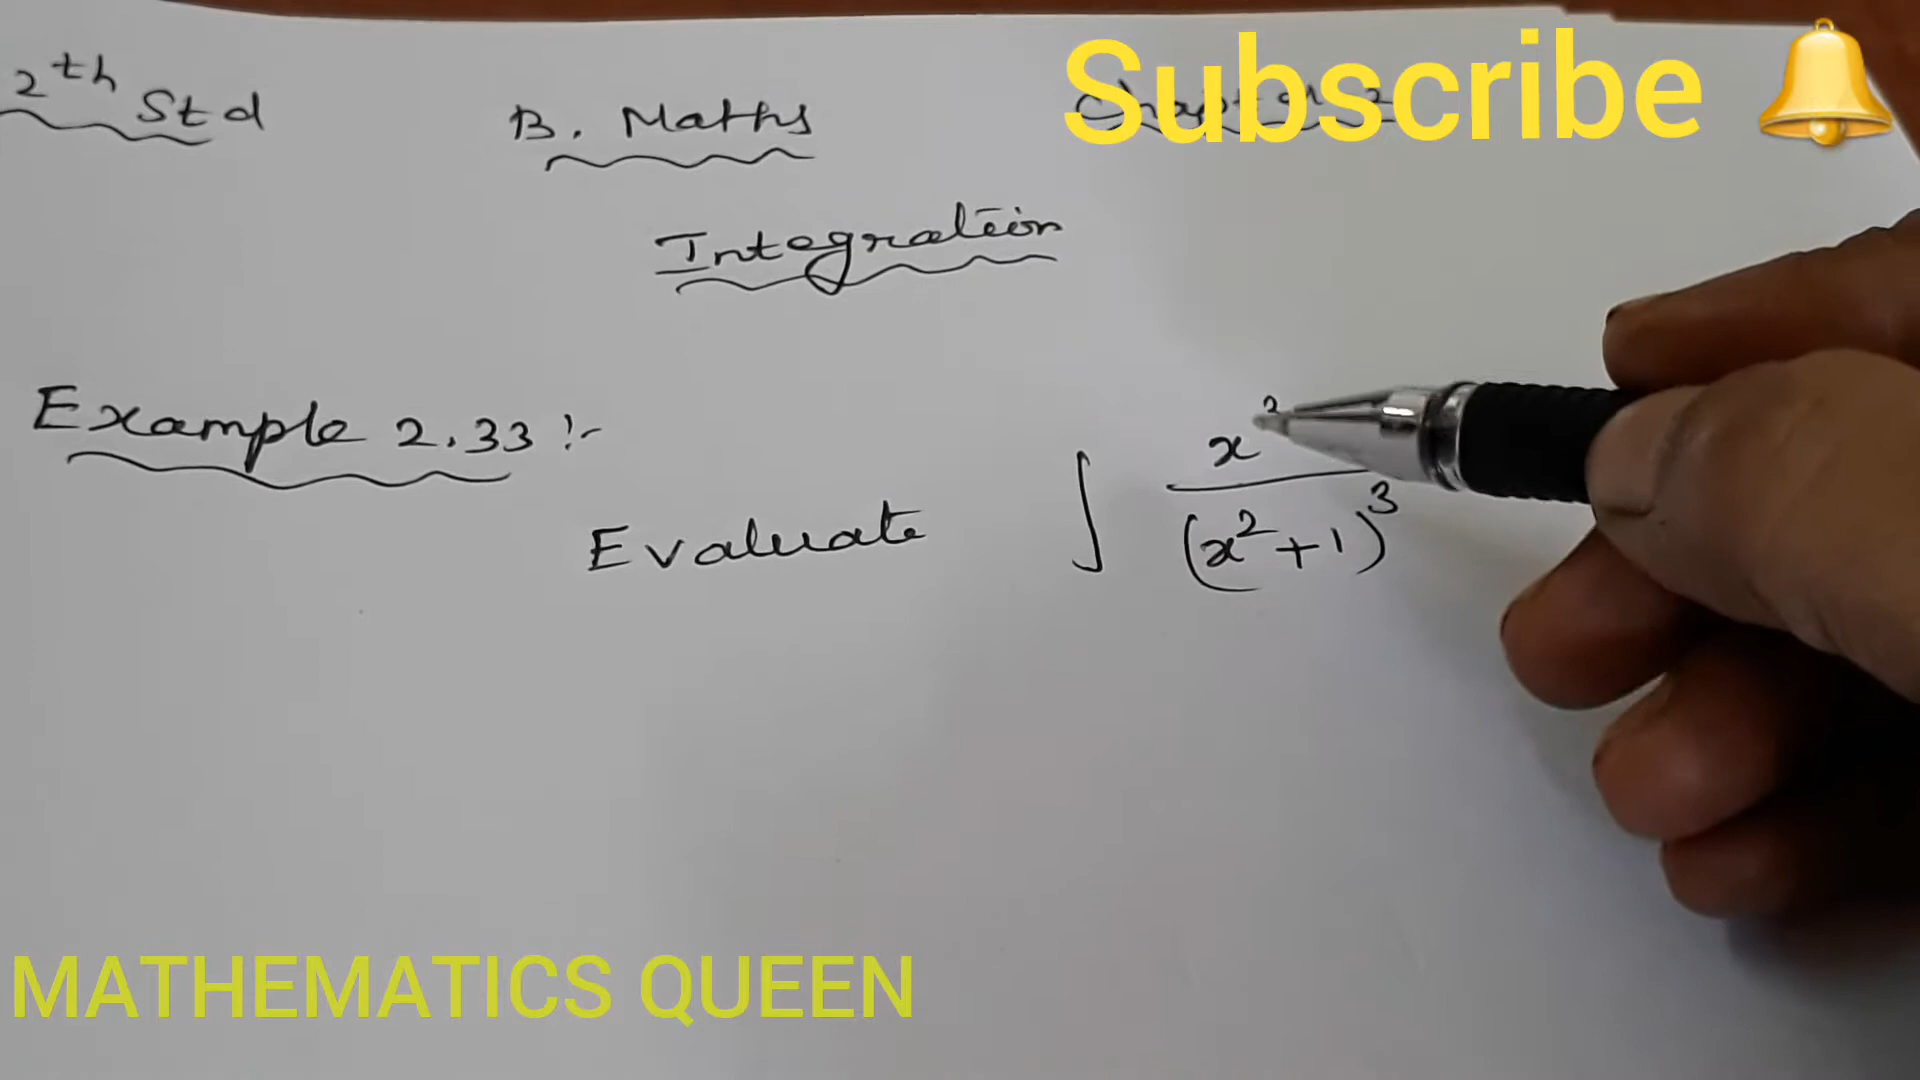 2th Std B. Maths Subscribe
Integration
Example 2.33 :-
Evaluate ∫ x / (x²+1)³
MATHEMATICS QUEEN